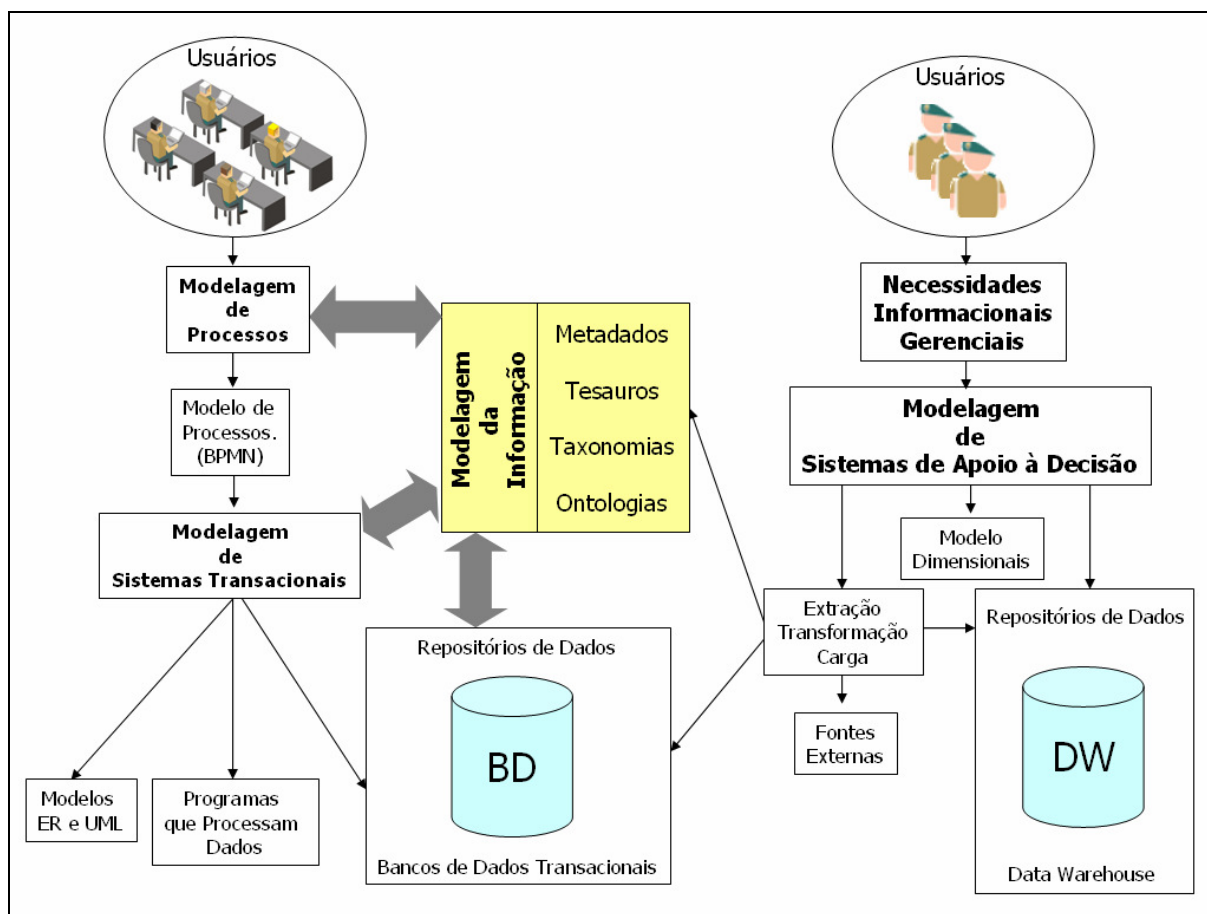 Usuários
Modelagem
de
Processos
Modelo de
Processos.
(BPMN)
Modelagem
de
Sistemas Transacionais
Modelos
ER e UML
Programas
que Processam
Dados
Modelagem
da
Informação
Metadados
Tesauros
Taxonomias
Ontologias
Repositórios de Dados
BD
Bancos de Dados Transacionais
Usuários
Necessidades
Informacionais
Gerenciais
Modelagem
de
Sistemas de Apoio à Decisão
Modelo
Dimensionais
Extração
Transformação
Carga
Fontes
Externas
Repositórios de Dados
DW
Data Warehouse